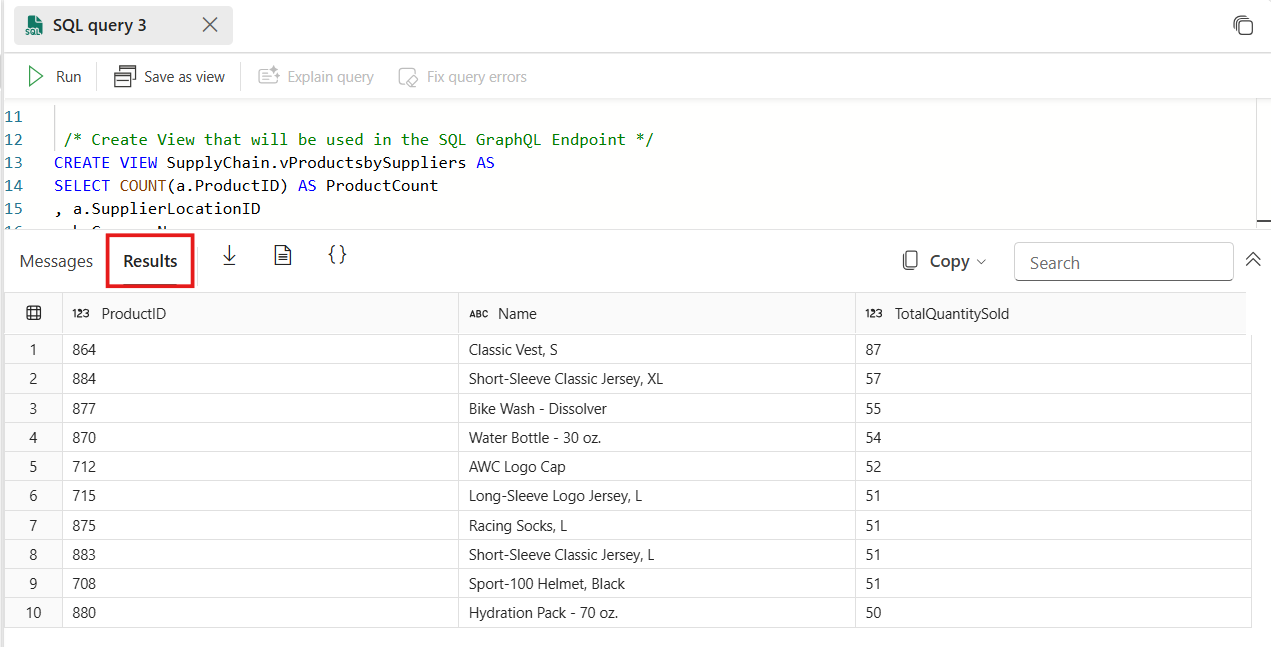 SQL query 3
Run Save as view Explain query Fix query errors
11
12 /* Create View that will be used in the SQL GraphQL Endpoint */
13 CREATE VIEW SupplyChain.vProductsbySuppliers AS
14 SELECT COUNT(a.ProductID) AS ProductCount
15 , a.SupplierLocationID
Messages Results {} Copy Search
123 ProductID ABC Name 123 TotalQuantitySold
1 864 Classic Vest, S 87
2 884 Short-Sleeve Classic Jersey, XL 57
3 877 Bike Wash - Dissolver 55
4 870 Water Bottle - 30 oz. 54
5 712 AWC Logo Cap 52
6 715 Long-Sleeve Logo Jersey, L 51
7 875 Racing Socks, L 51
8 883 Short-Sleeve Classic Jersey, L 51
9 708 Sport-100 Helmet, Black 51
10 880 Hydration Pack - 70 oz. 50